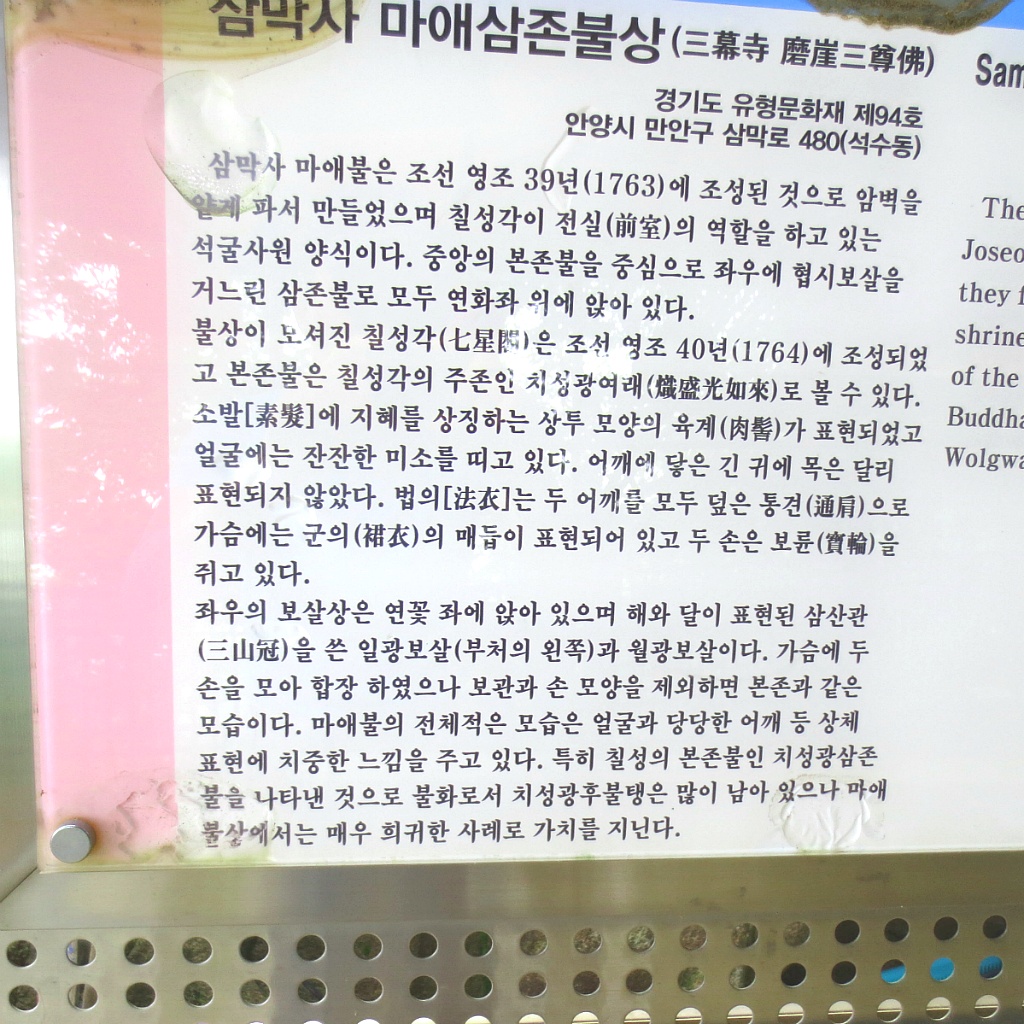 삼막사 마애삼존불상(三幕寺 磨崖三尊佛)
경기도 유형문화재 제94호
안양시 만안구 삼막로 480(석수동)
삼막사 마애불은 조선 영조 39년(1763)에 조성된 것으로 암벽을
얕게 파서 만들었으며 칠성각이 전실(前室)의 역할을 하고 있는
석굴사원 양식이다. 중앙의 본존불을 중심으로 좌우에 협시보살을
거느린 삼존불로 모두 연화좌 위에 앉아 있다.
불상이 모셔진 칠성각(七星閣)은 조선 영조 40년(1764)에 조성되었
고 본존불은 칠성각의 주존인 치성광여래(熾盛光如來)로 볼 수 있다.
소발[素髮]에 지혜를 상징하는 상투 모양의 육계(肉髻)가 표현되었고
얼굴에는 잔잔한 미소를 띠고 있다. 어깨에 닿은 긴 귀에 목은 달리
표현되지 않았다. 법의[法衣]는 두 어깨를 모두 덮은 통견(通肩)으로
가슴에는 군의(裙衣)의 매듭이 표현되어 있고 두 손은 보륜(寶輪)을
쥐고 있다.
좌우의 보살상은 연꽃 좌에 앉아 있으며 해와 달이 표현된 삼산관
(三山冠)을 쓴 일광보살(부처의 왼쪽)과 월광보살이다. 가슴에 두
손을 모아 합장 하였으나 보관과 손 모양을 제외하면 본존과 같은
모습이다. 마애불의 전체적은 모습은 얼굴과 당당한 어깨 등 상체
표현에 치중한 느낌을 주고 있다. 특히 칠성의 본존불인 치성광삼존
불을 나타낸 것으로 불화로서 치성광후불탱은 많이 남아 있으나 마애
불상에서는 매우 희귀한 사례로 가치를 지닌다.
Sam
The
Joseo
they f
shrine
of the
Buddha
Wolgwa